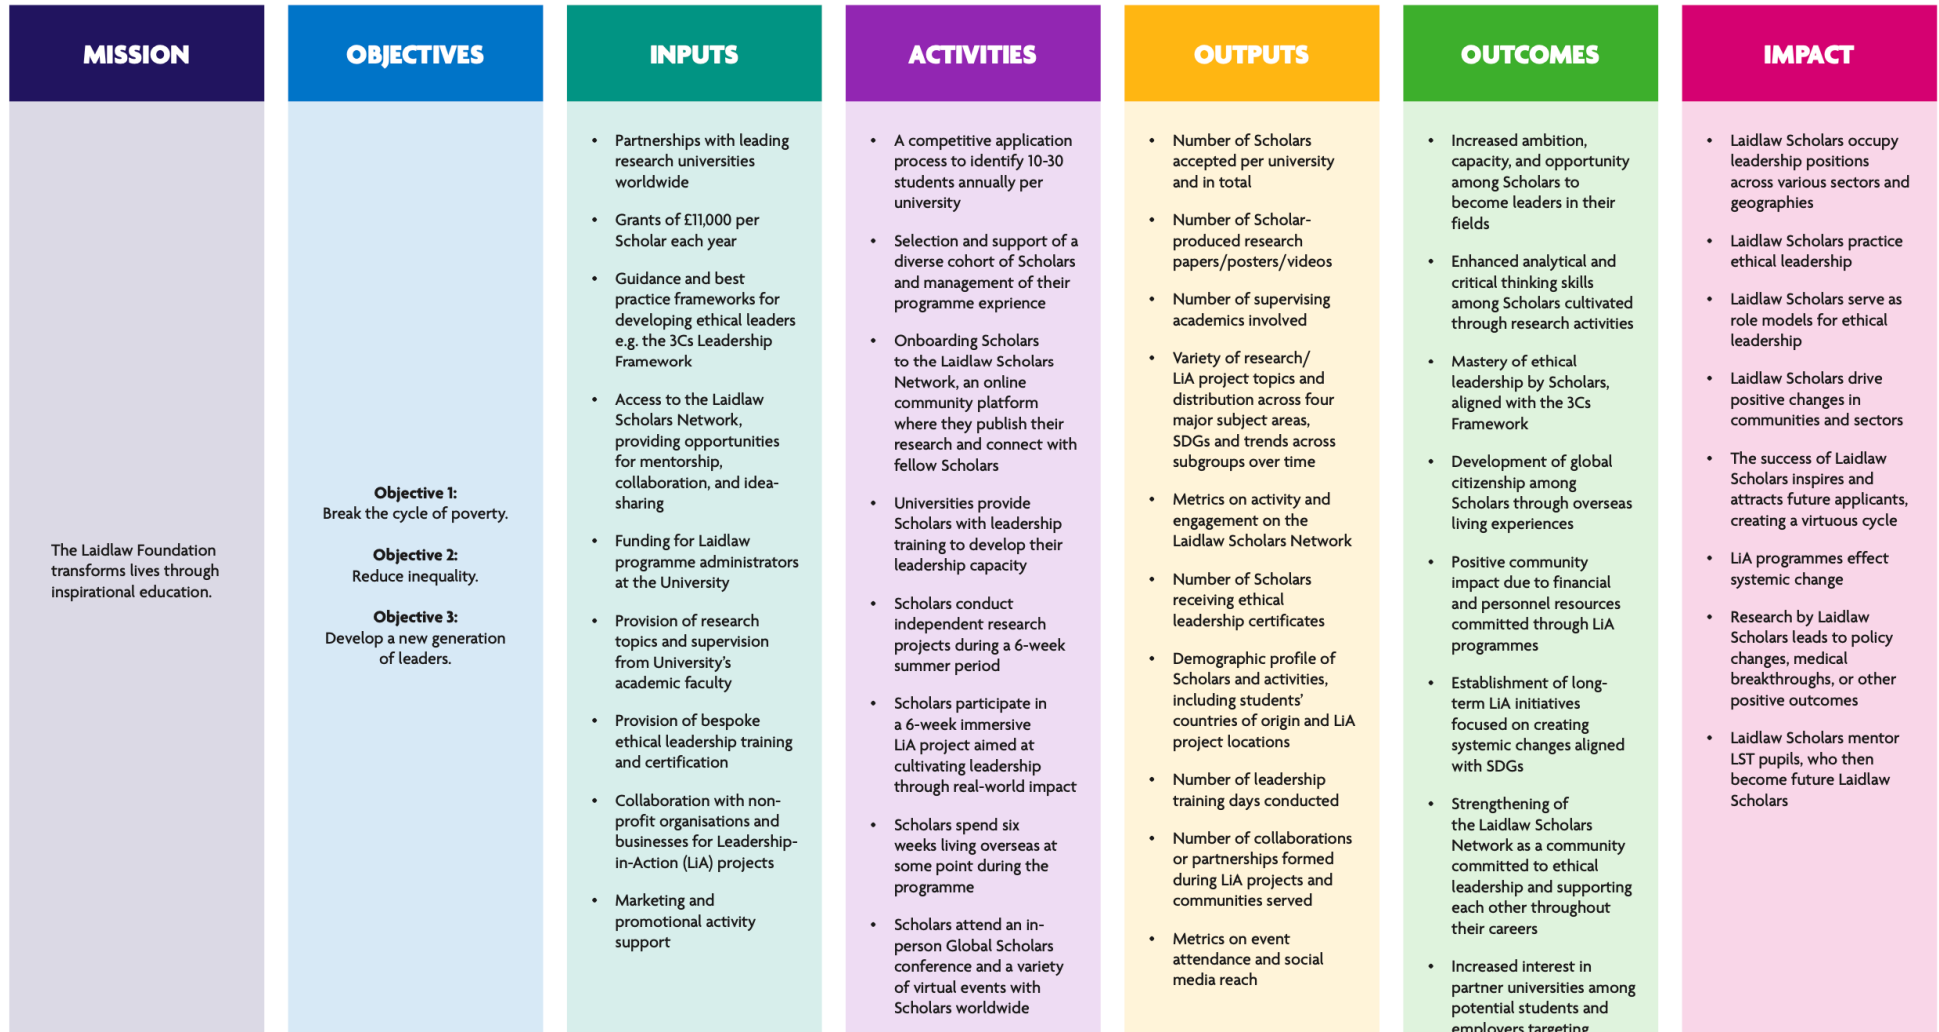 MISSION
The Laidlaw Foundation
transforms lives through
inspirational education.
OBJECTIVES
Objective 1:
Break the cycle of poverty.
Objective 2:
Reduce inequality.
Objective 3:
Develop a new generation
of leaders.
INPUTS
• Partnerships with leading
research universities
worldwide
• Grants of £11,000 per
Scholar each year
• Guidance and best
practice frameworks for
developing ethical leaders
e.g. the 3Cs Leadership
Framework
• Access to the Laidlaw
Scholars Network,
providing opportunities
for mentorship,
collaboration, and idea-
sharing
• Funding for Laidlaw
programme administrators
at the University
• Provision of research
topics and supervision
from University’s
academic faculty
• Provision of bespoke
ethical leadership training
and certification
• Collaboration with non-
profit organisations and
businesses for Leadership-
in-Action (LiA) projects
• Marketing and
promotional activity
support
ACTIVITIES
• A competitive application
process to identify 10-30
students annually per
university
• Selection and support of a
diverse cohort of Scholars
and management of their
programme exprience
• Onboarding Scholars
to the Laidlaw Scholars
Network, an online
community platform
where they publish their
research and connect with
fellow Scholars
• Universities provide
Scholars with leadership
training to develop their
leadership capacity
• Scholars conduct
independent research
projects during a 6-week
summer period
• Scholars participate in
a 6-week immersive
LiA project aimed at
cultivating leadership
through real-world impact
• Scholars spend six
weeks living overseas at
some point during the
programme
• Scholars attend an in-
person Global Scholars
conference and a variety
of virtual events with
Scholars worldwide
OUTPUTS
• Number of Scholars
accepted per university
and in total
• Number of Scholar-
produced research
papers/posters/videos
• Number of supervising
academics involved
• Variety of research/
LiA project topics and
distribution across four
major subject areas,
SDGs and trends across
subgroups over time
• Metrics on activity and
engagement on the
Laidlaw Scholars Network
• Number of Scholars
receiving ethical
leadership certificates
• Demographic profile of
Scholars and activities,
including students’
countries of origin and LiA
project locations
• Number of leadership
training days conducted
• Number of collaborations
or partnerships formed
during LiA projects and
communities served
• Metrics on event
attendance and social
media reach
OUTCOMES
• Increased ambition,
capacity, and opportunity
among Scholars to
become leaders in their
fields
• Enhanced analytical and
critical thinking skills
among Scholars cultivated
through research activities
• Mastery of ethical
leadership by Scholars,
aligned with the 3Cs
Framework
• Development of global
citizenship among
Scholars through overseas
living experiences
• Positive community
impact due to financial
and personnel resources
committed through LiA
programmes
• Establishment of long-
term LiA initiatives
focused on creating
systemic changes aligned
with SDGs
• Strengthening of
the Laidlaw Scholars
Network as a community
committed to ethical
leadership and supporting
each other throughout
their careers
• Increased interest in
partner universities among
potential students and
employers targeting
IMPACT
• Laidlaw Scholars occupy
leadership positions
across various sectors and
geographies
• Laidlaw Scholars practice
ethical leadership
• Laidlaw Scholars serve as
role models for ethical
leadership
• Laidlaw Scholars drive
positive changes in
communities and sectors
• The success of Laidlaw
Scholars inspires and
attracts future applicants,
creating a virtuous cycle
• LiA programmes effect
systemic change
• Research by Laidlaw
Scholars leads to policy
changes, medical
breakthroughs, or other
positive outcomes
• Laidlaw Scholars mentor
LST pupils, who then
become future Laidlaw
Scholars